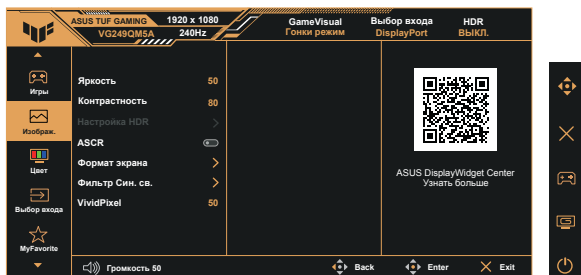 ASUS TUF GAMING 1920 x 1080
VG249QM5A 240Hz
GameVisual
Гонки режим
Выбор входа
DisplayPort
HDR
ВЫКЛ.
Игры
Изображ.
Цвет
Выбор входа
MyFavorite
Яркость 50
Контрастность 80
Настройка HDR
ASCR
Формат экрана
Фильтр Син. св.
VividPixel 50
ASUS DisplayWidget Center
Узнать больше
Громкость 50
Back Enter Exit